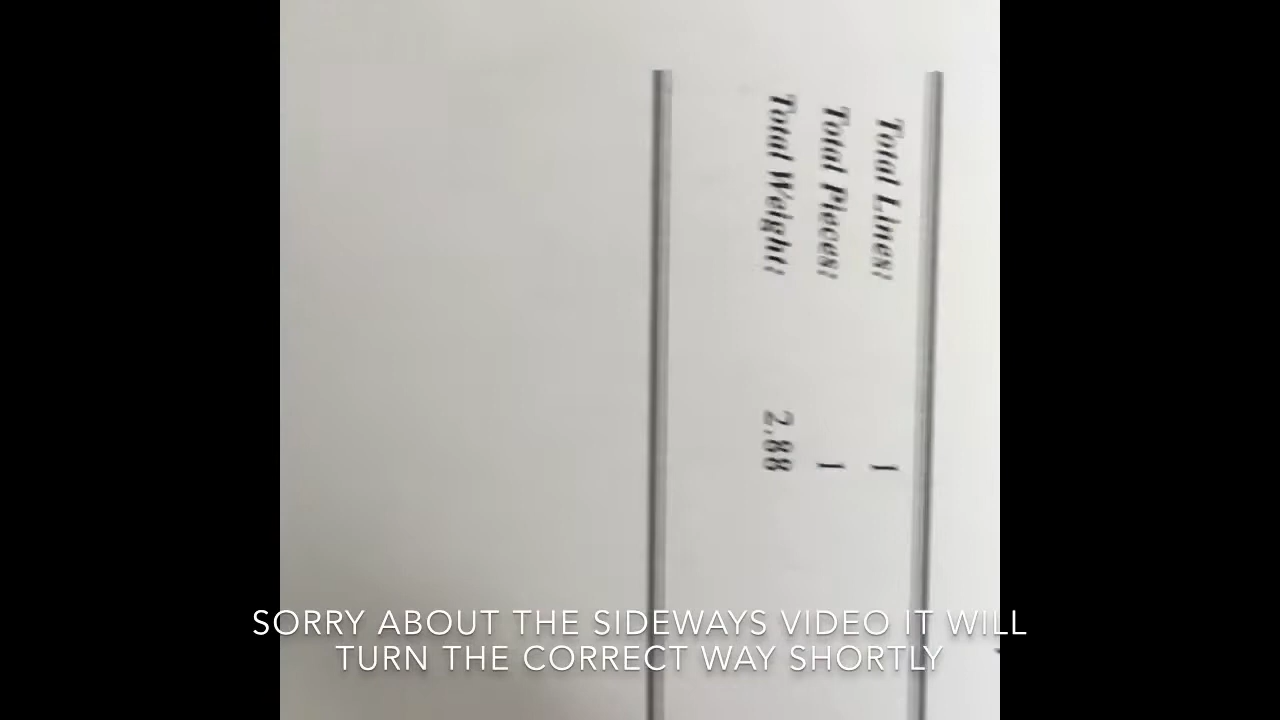 Total Lines: 1
Total Pieces: 1
Total Weight: 2.88
SORRY ABOUT THE SIDEWAYS VIDEO IT WILL
TURN THE CORRECT WAY SHORTLY